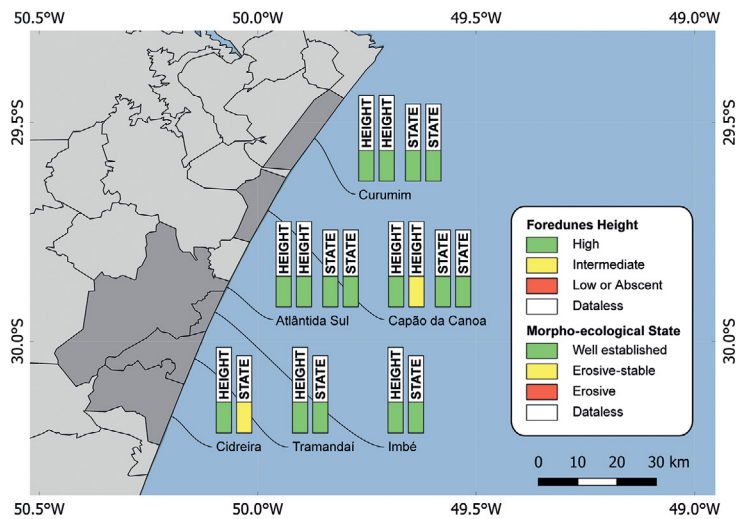 50.5°W 50.0°W 49.5°W 49.0°W
29.5°S 29.5°S
HEIGHT HEIGHT STATE STATE
Curumim
HEIGHT HEIGHT STATE STATE
Atlântida Sul
HEIGHT HEIGHT STATE STATE
Capão da Canoa
30.0°S 30.0°S
HEIGHT STATE
Cidreira
HEIGHT STATE
Tramandaí
HEIGHT STATE
Imbé
Foredunes Height
High
Intermediate
Low or Abscent
Dataless
Morpho-ecological State
Well established
Erosive-stable
Erosive
Dataless
0 10 20 30 km
50.5°W 50.0°W 49.5°W 49.0°W